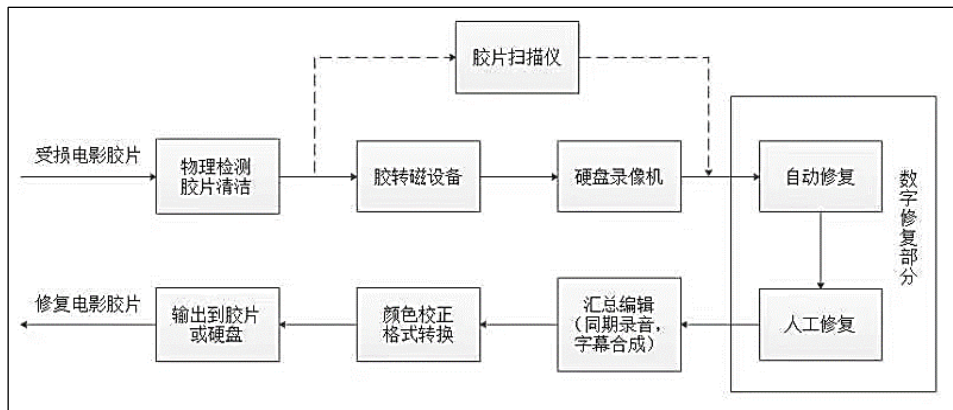 胶片扫描仪
受损电影胶片
物理检测
胶片清洁
胶转磁设备
硬盘录像机
自动修复
数字修复部分
修复电影胶片
输出到胶片
或硬盘
颜色校正
格式转换
汇总编辑
（同期录音，
字幕合成）
人工修复